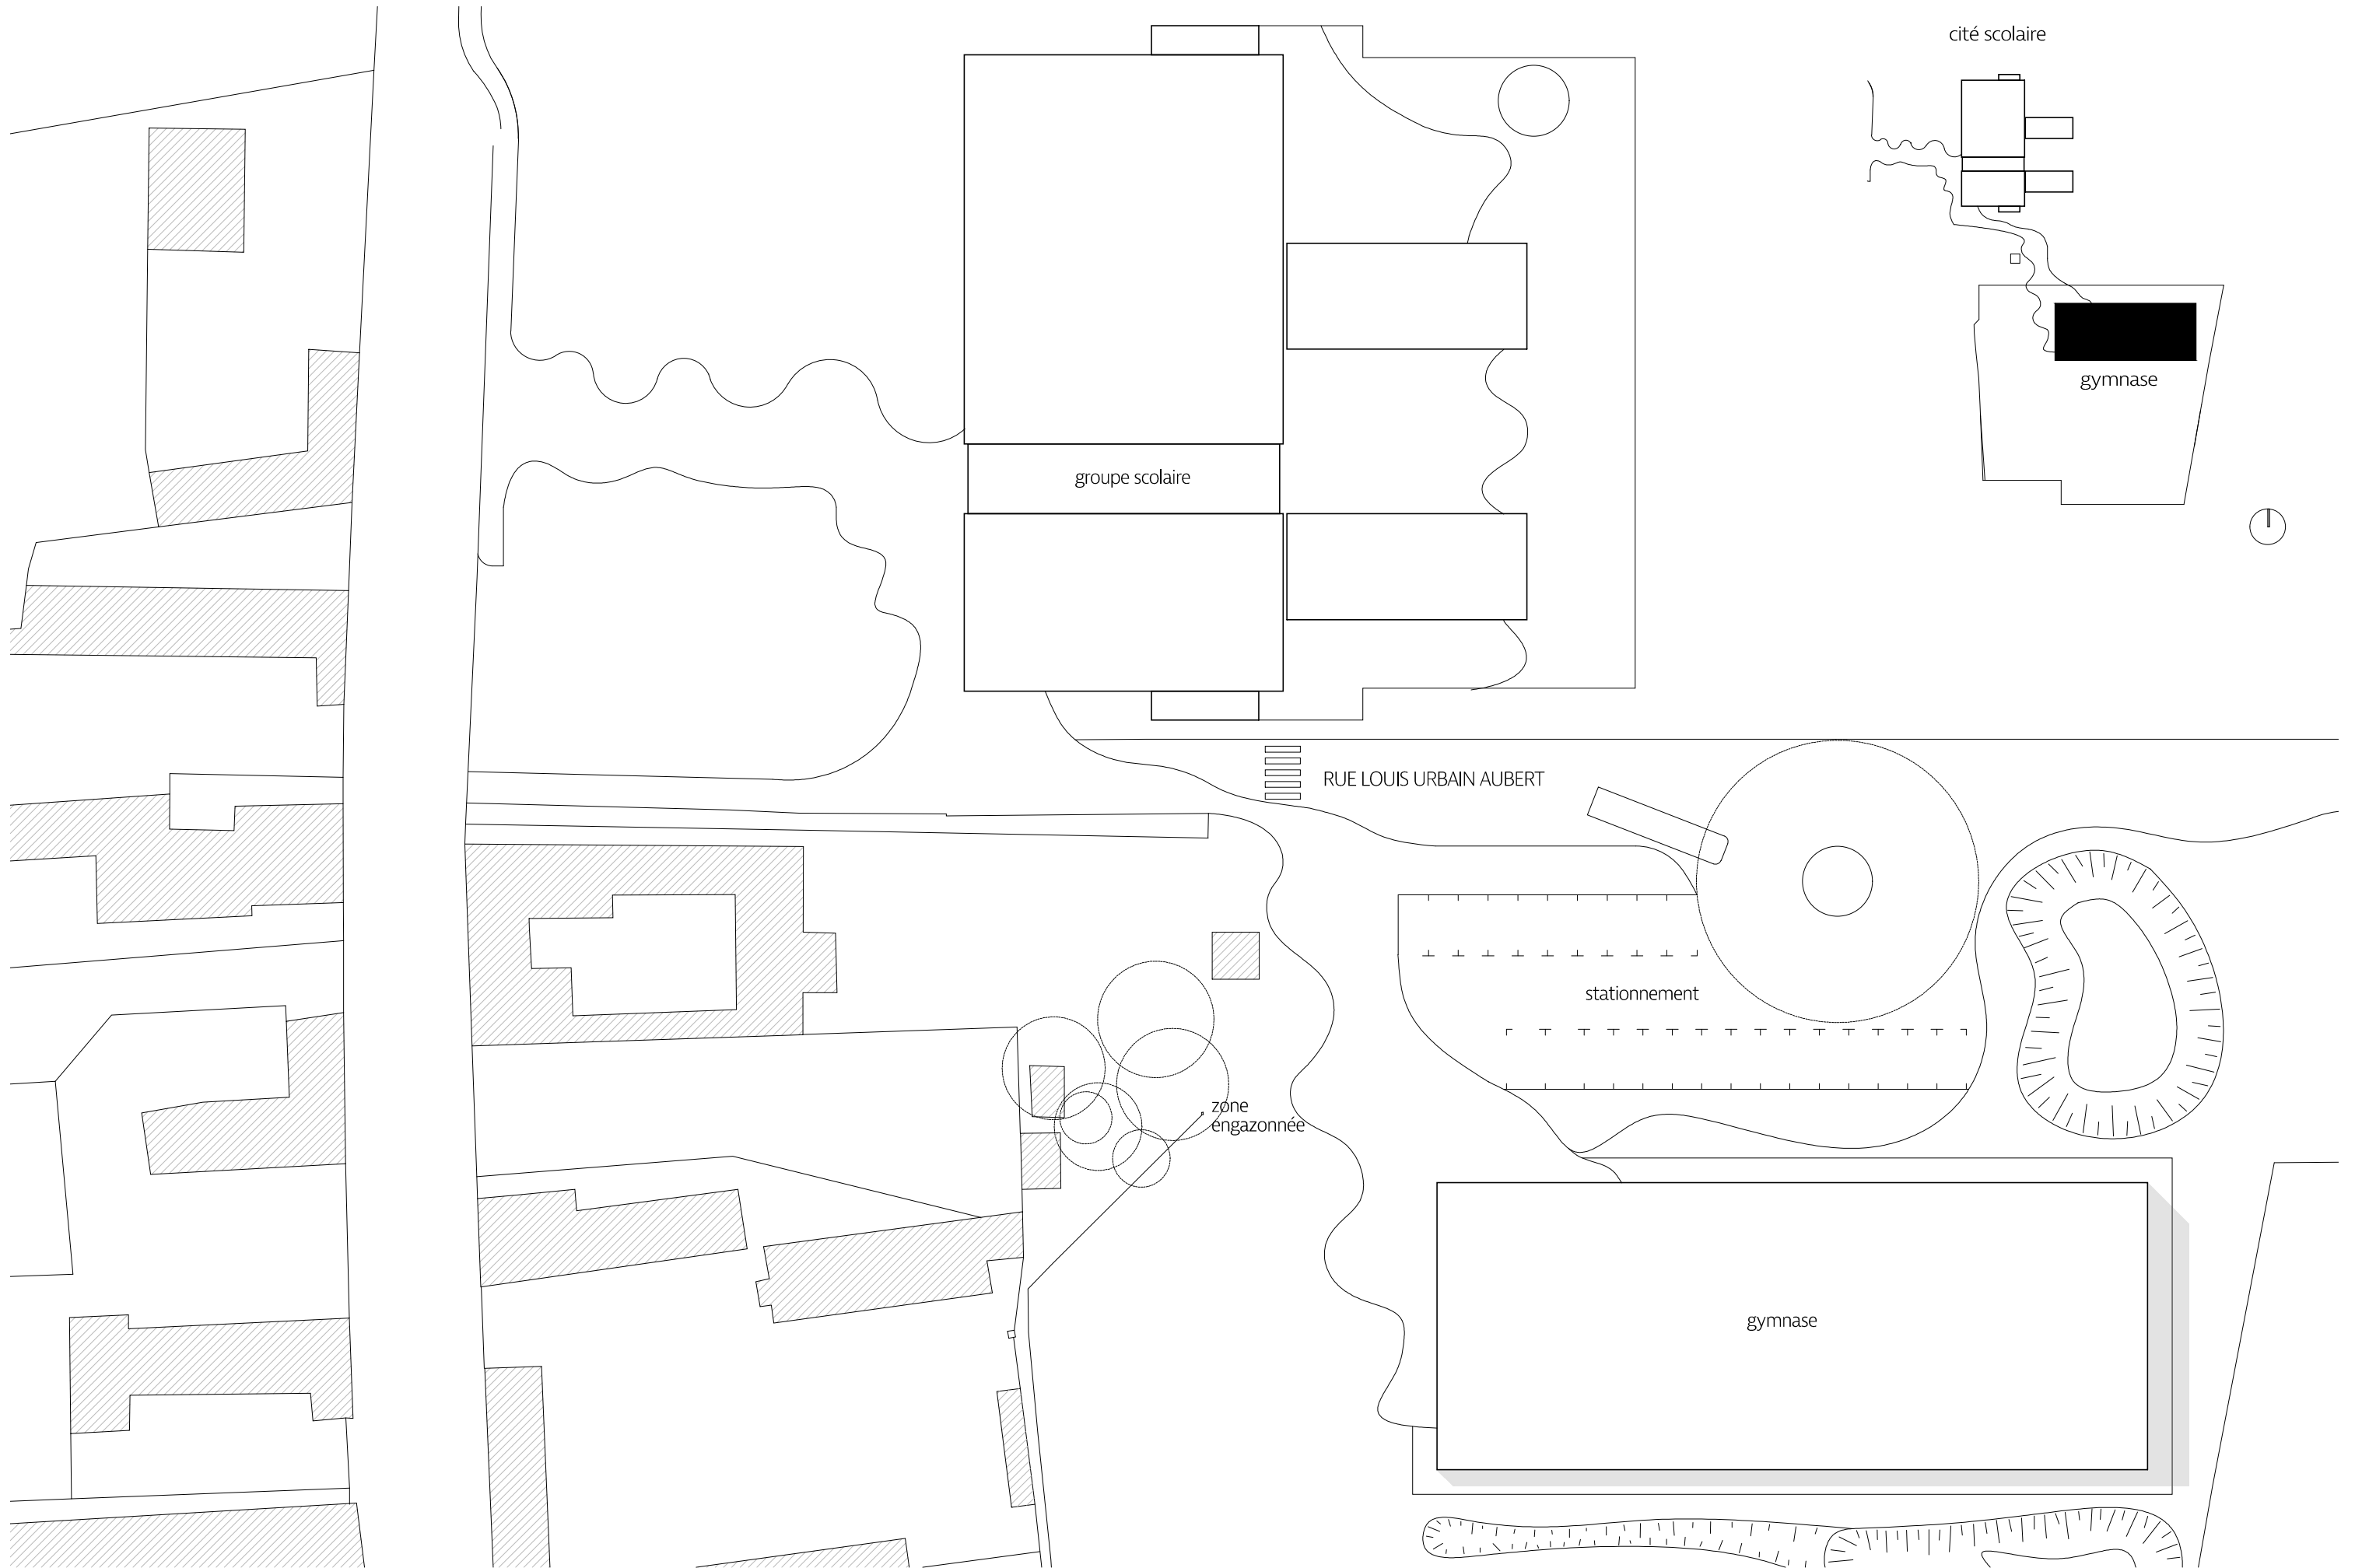 cité scolaire
gymnase
groupe scolaire
RUE LOUIS URBAIN AUBERT
stationnement
zone
engazonnée
gymnase